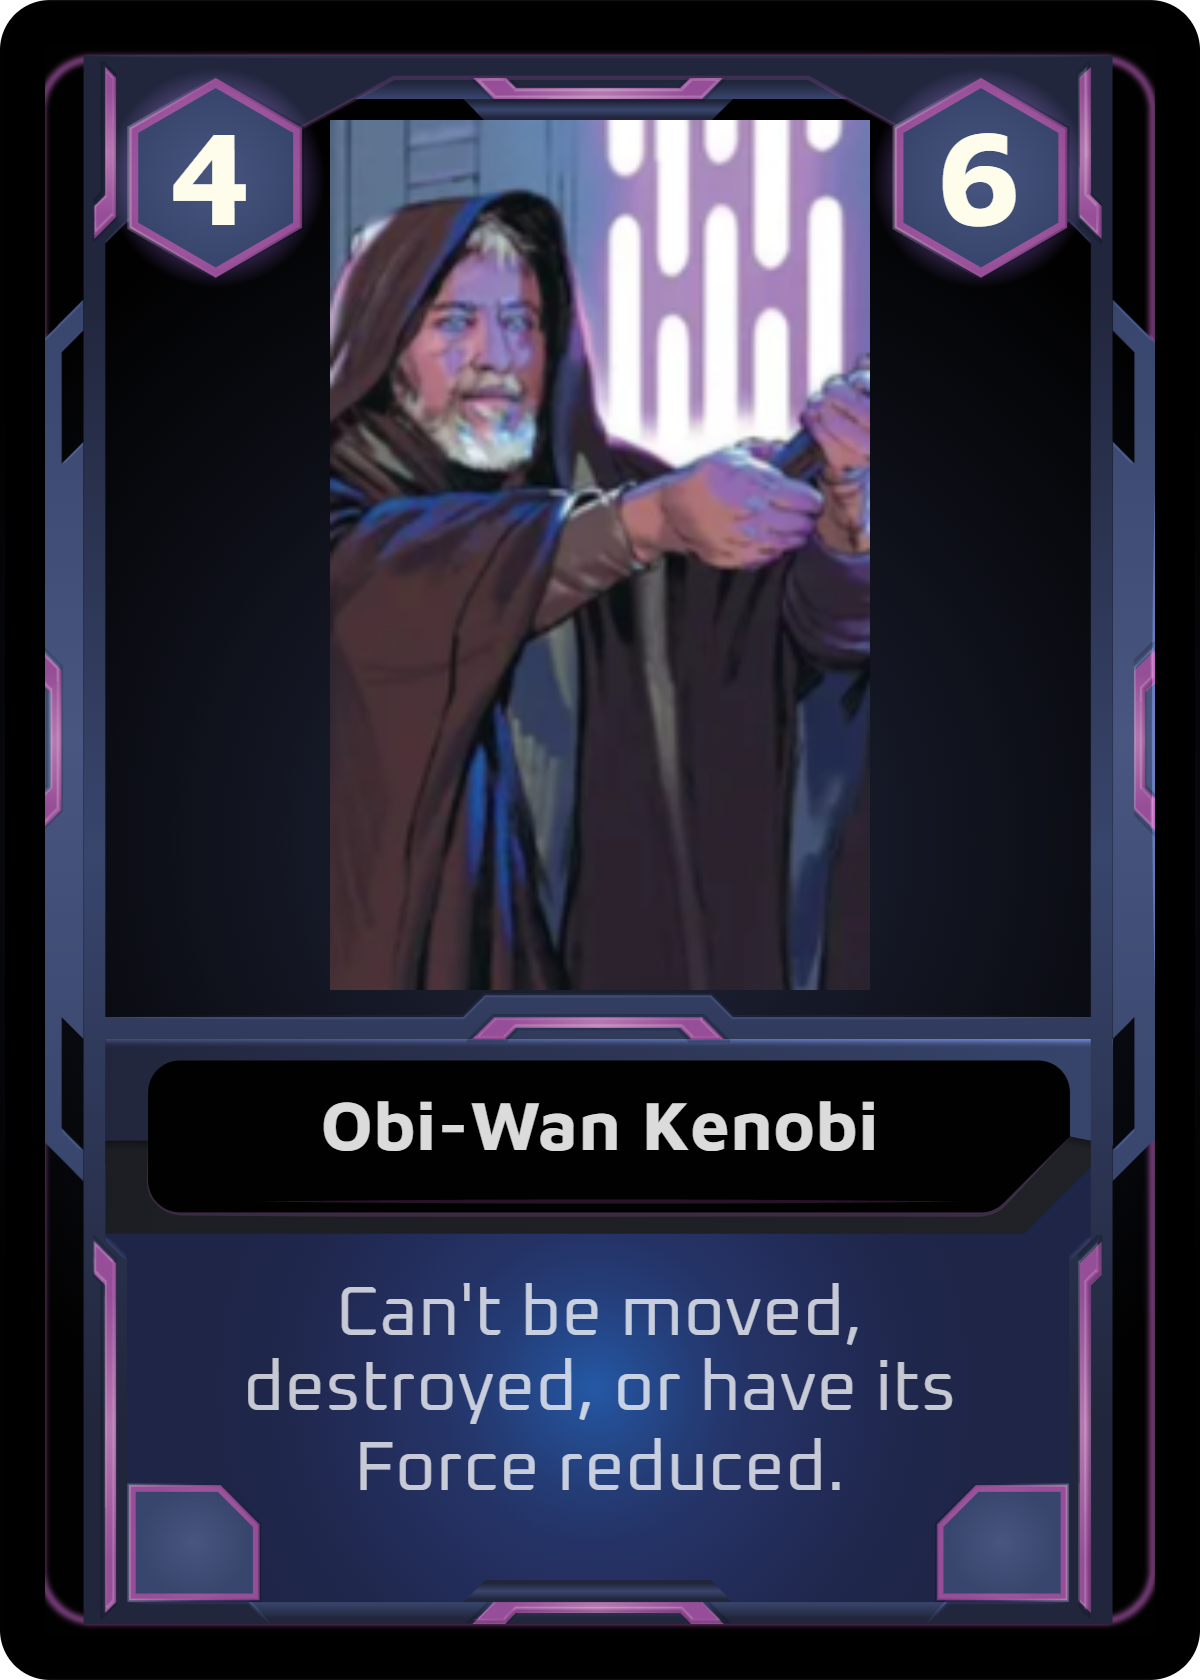 4
6
Obi-Wan Kenobi
Can't be moved,
destroyed, or have its
Force reduced.